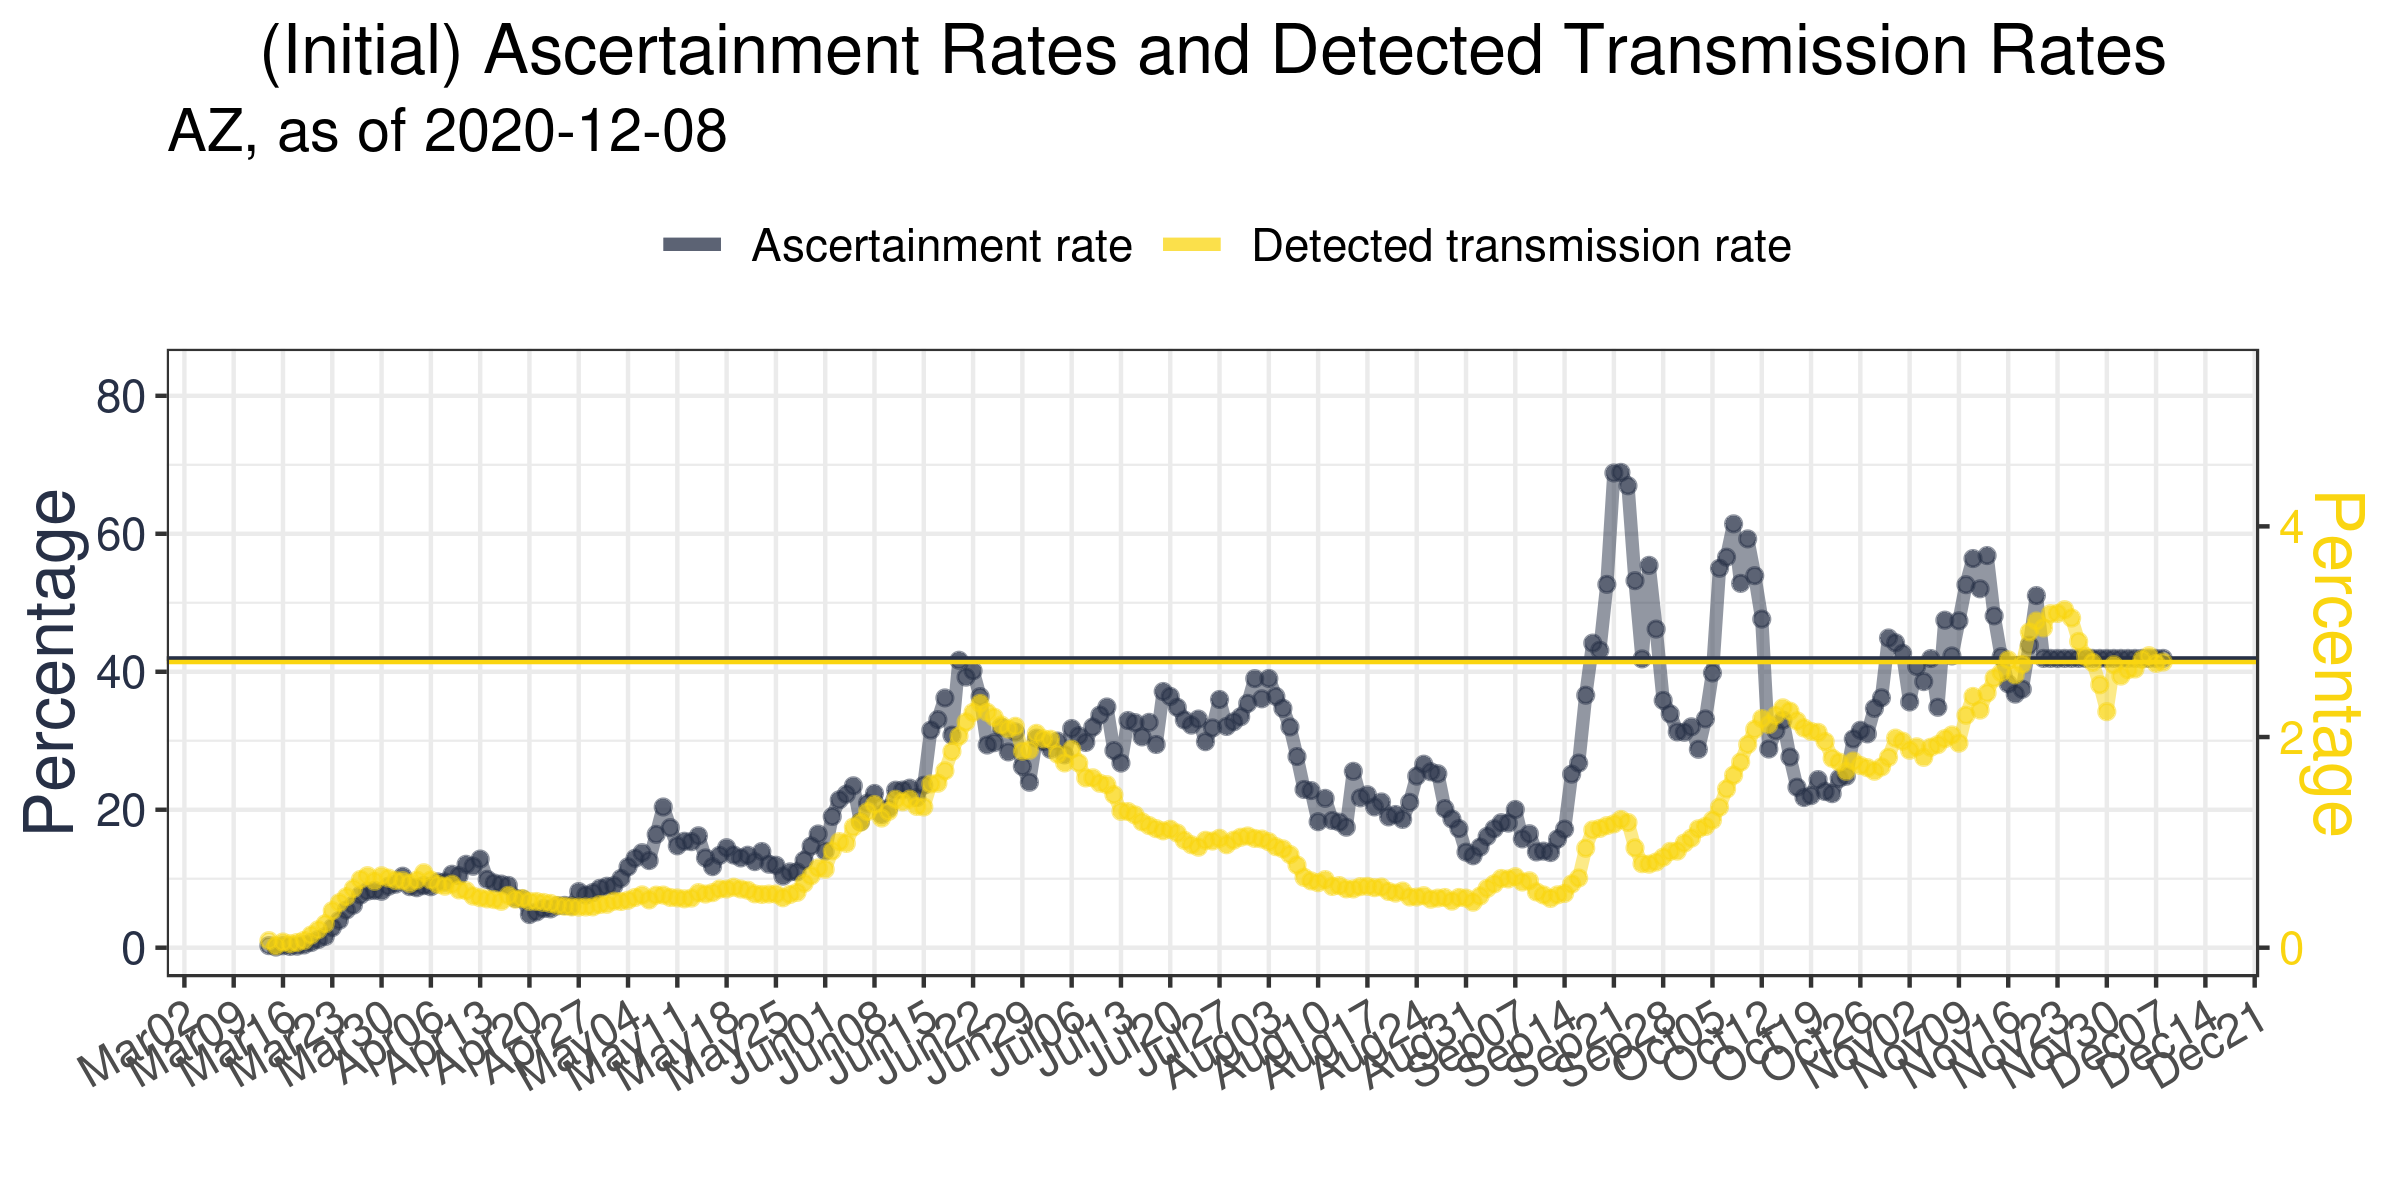 (Initial) Ascertainment Rates and Detected Transmission Rates
AZ, as of 2020-12-08
Ascertainment rate
Detected transmission rate
Percentage
80
60
40
20
0
4
2
0
Percentage
Mar02
Mar09
Mar16
Mar23
Mar30
Apr06
Apr13
Apr20
Apr27
May04
May11
May18
May25
Jun01
Jun08
Jun15
Jun22
Jun29
Jul06
Jul13
Jul20
Jul27
Aug03
Aug10
Aug17
Aug24
Aug31
Sep07
Sep14
Sep21
Sep28
Oct05
Oct12
Oct19
Oct26
Nov02
Nov09
Nov16
Nov23
Nov30
Dec07
Dec14
Dec21